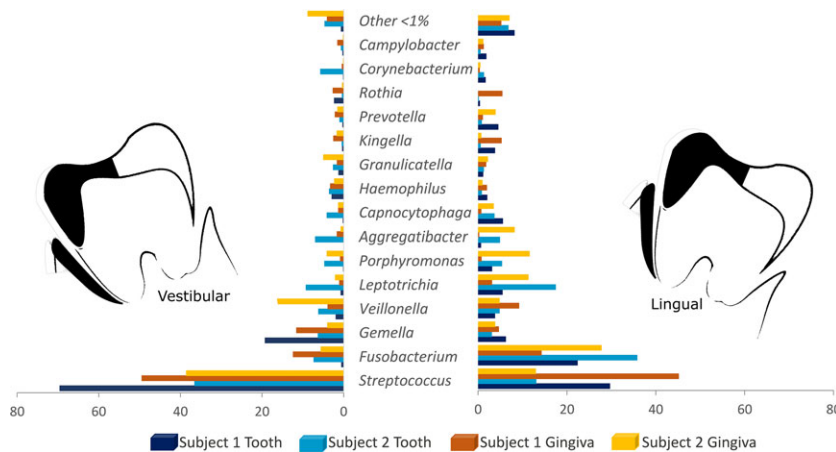 Other <1%
Campylobacter
Corynebacterium
Rothia
Prevotella
Kingella
Granulicatella
Haemophilus
Capnocytophaga
Aggregatibacter
Porphyromonas
Leptotrichia
Veillonella
Gemella
Fusobacterium
Streptococcus
Vestibular
Lingual
80 60 40 20 0 0 20 40 60 80
Subject 1 Tooth Subject 2 Tooth Subject 1 Gingiva Subject 2 Gingiva